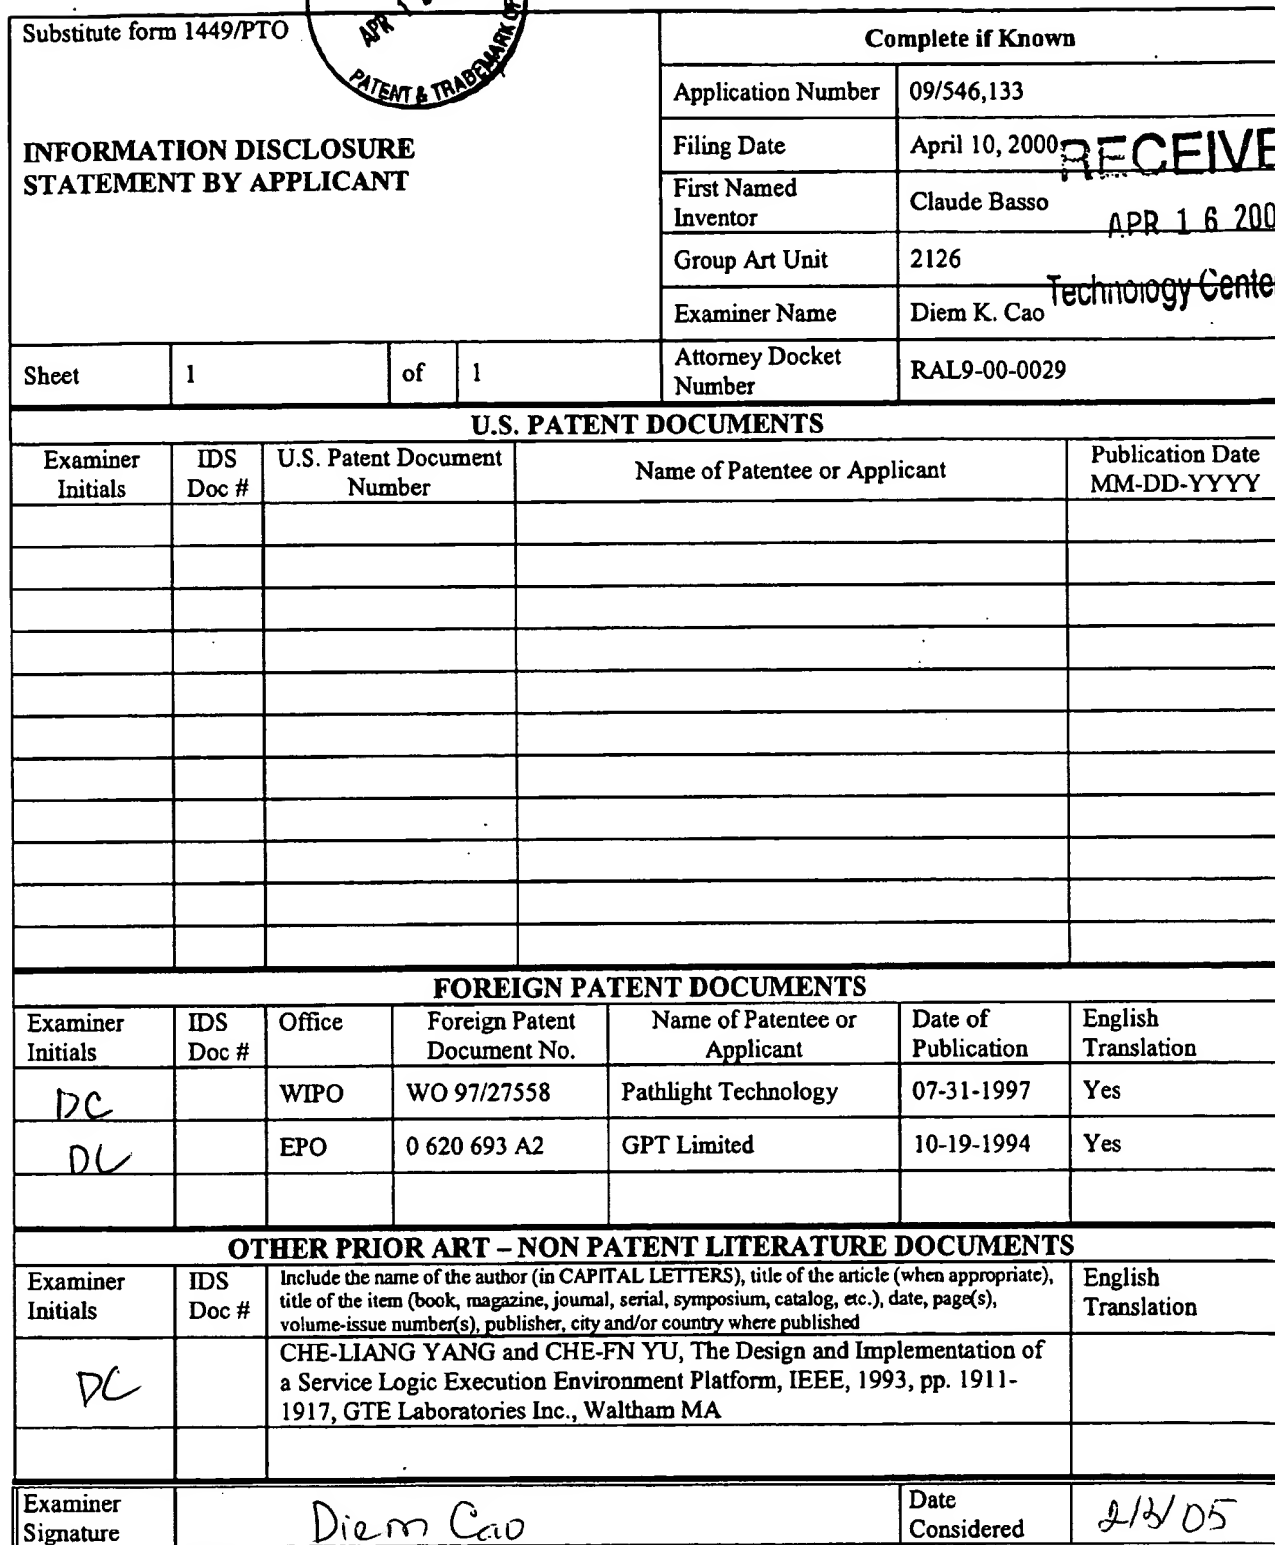 Substitute form 1449/PTO
APR 1
PATENT & TRADEMARK OF
INFORMATION DISCLOSURE
STATEMENT BY APPLICANT
Complete if Known
Application Number 09/546,133
Filing Date April 10, 2000
RECEIVE
First Named
Inventor
Claude Basso
APR 1 6 200
Group Art Unit 2126
Technology Cente
Examiner Name Diem K. Cao
Sheet 1 of 1
Attorney Docket
Number
RAL9-00-0029
U.S. PATENT DOCUMENTS
Examiner
Initials
IDS
Doc #
U.S. Patent Document
Number
Name of Patentee or Applicant
Publication Date
MM-DD-YYYY
FOREIGN PATENT DOCUMENTS
Examiner
Initials
IDS
Doc #
Office
Foreign Patent
Document No.
Name of Patentee or
Applicant
Date of
Publication
English
Translation
DC WIPO WO 97/27558 Pathlight Technology 07-31-1997 Yes
DC EPO 0 620 693 A2 GPT Limited 10-19-1994 Yes
OTHER PRIOR ART – NON PATENT LITERATURE DOCUMENTS
Examiner
Initials
IDS
Doc #
Include the name of the author (in CAPITAL LETTERS), title of the article (when appropriate),
title of the item (book, magazine, journal, serial, symposium, catalog, etc.), date, page(s),
volume-issue number(s), publisher, city and/or country where published
English
Translation
DC
CHE-LIANG YANG and CHE-FN YU, The Design and Implementation of
a Service Logic Execution Environment Platform, IEEE, 1993, pp. 1911-
1917, GTE Laboratories Inc., Waltham MA
Examiner
Signature
Diem Cao
Date
Considered